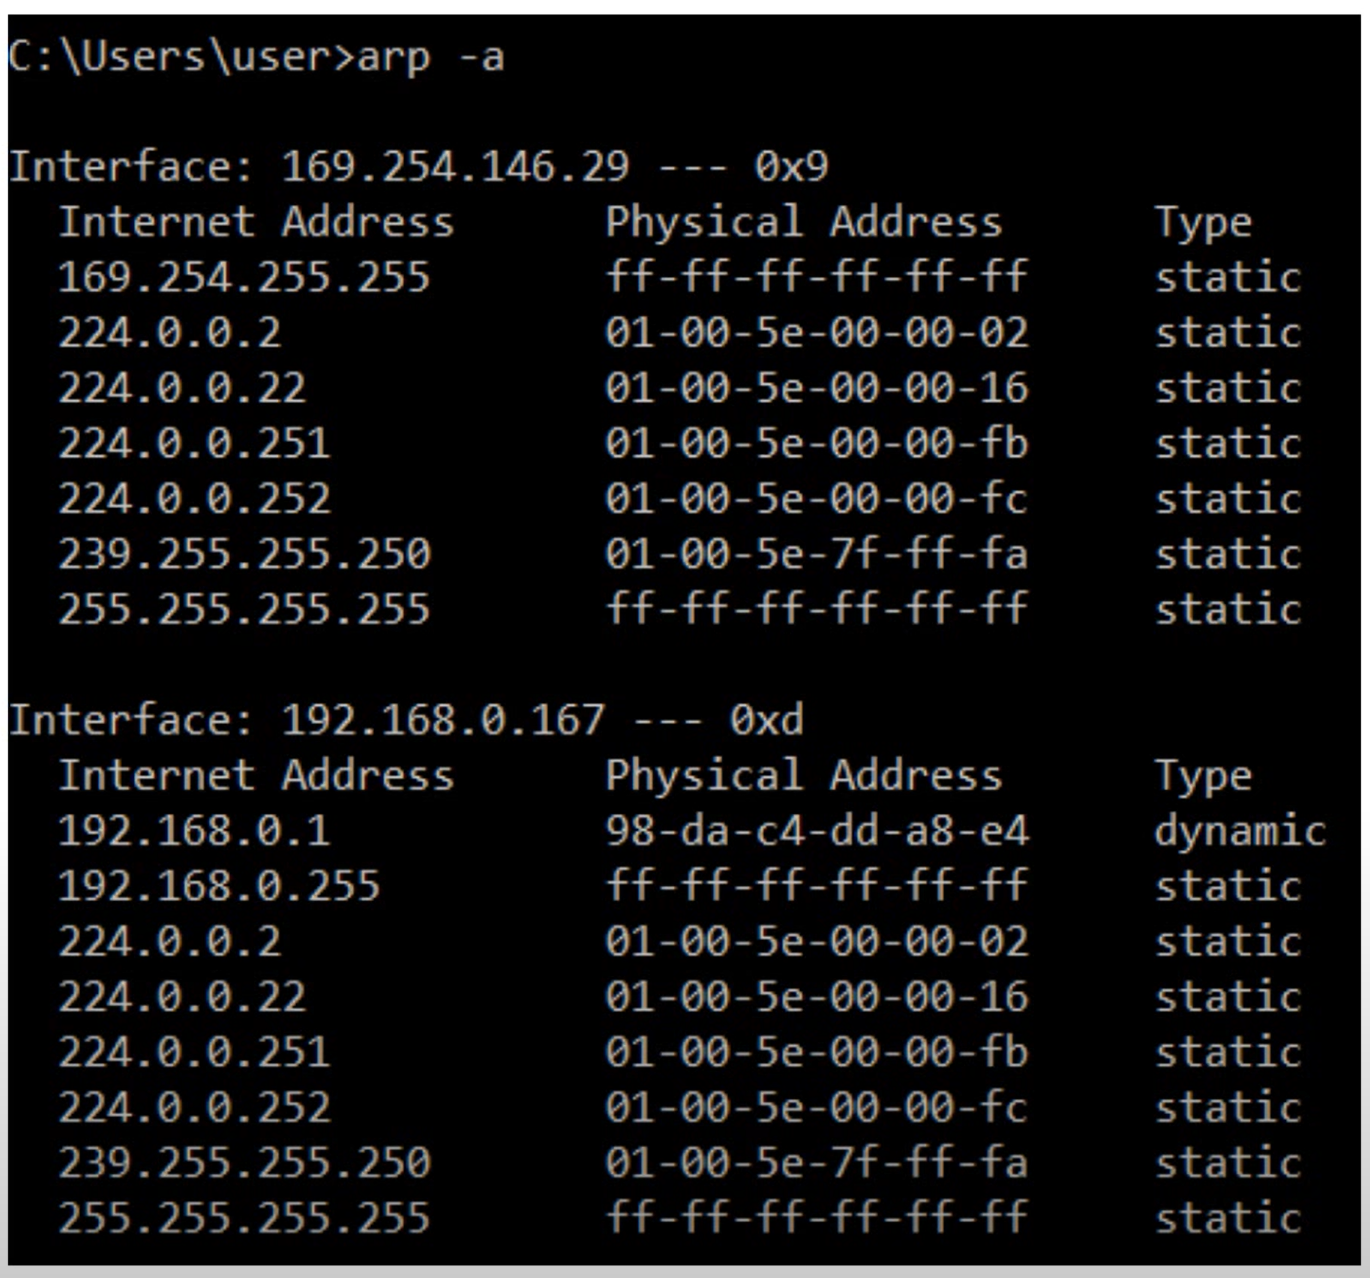 C:\Users\user>arp -a
Interface: 169.254.146.29 --- 0x9
Internet Address Physical Address Type
169.254.255.255 ff-ff-ff-ff-ff-ff static
224.0.0.2 01-00-5e-00-00-02 static
224.0.0.22 01-00-5e-00-00-16 static
224.0.0.251 01-00-5e-00-00-fb static
224.0.0.252 01-00-5e-00-00-fc static
239.255.255.250 01-00-5e-7f-ff-fa static
255.255.255.255 ff-ff-ff-ff-ff-ff static
Interface: 192.168.0.167 --- 0xd
Internet Address Physical Address Type
192.168.0.1 98-da-c4-dd-a8-e4 dynamic
192.168.0.255 ff-ff-ff-ff-ff-ff static
224.0.0.2 01-00-5e-00-00-02 static
224.0.0.22 01-00-5e-00-00-16 static
224.0.0.251 01-00-5e-00-00-fb static
224.0.0.252 01-00-5e-00-00-fc static
239.255.255.250 01-00-5e-7f-ff-fa static
255.255.255.255 ff-ff-ff-ff-ff-ff static